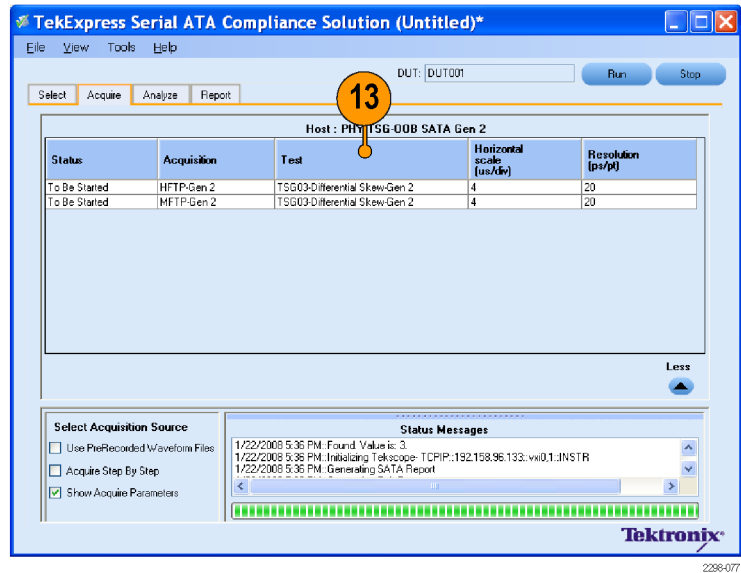 TekExpress Serial ATA Compliance Solution (Untitled)*
File View Tools Help
DUT: DUT001 Run Stop
Select Acquire Analyze Report
13
Host : PHY TSG-OOB SATA Gen 2
Status Acquisition Test Horizontal scale (us/div) Resolution (ps/pt)
To Be Started HFTP-Gen 2 TSG03-Differential Skew-Gen 2 4 20
To Be Started MFTP-Gen 2 TSG03-Differential Skew-Gen 2 4 20
Less
Select Acquisition Source
Use PreRecorded Waveform Files
Acquire Step By Step
Show Acquire Parameters
Status Messages
1/22/2008 5:36 PM::Found. Value is: 3.
1/22/2008 5:36 PM::Initializing Tekscope- TCPIP::192.158.96.133::vxi0,1::INSTR
1/22/2008 5:36 PM::Generating SATA Report
Tektronix
2298-077